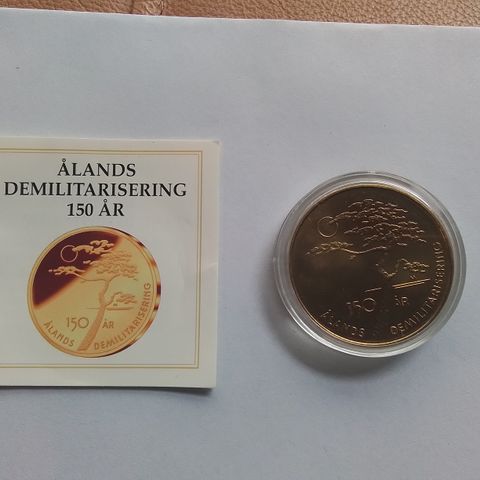 ÅLANDS
DEMILITARISERING
150 ÅR
150 ÅR
ÅLANDS DEMILITARISERING
150 ÅR
ÅLANDS DEMILITARISERING